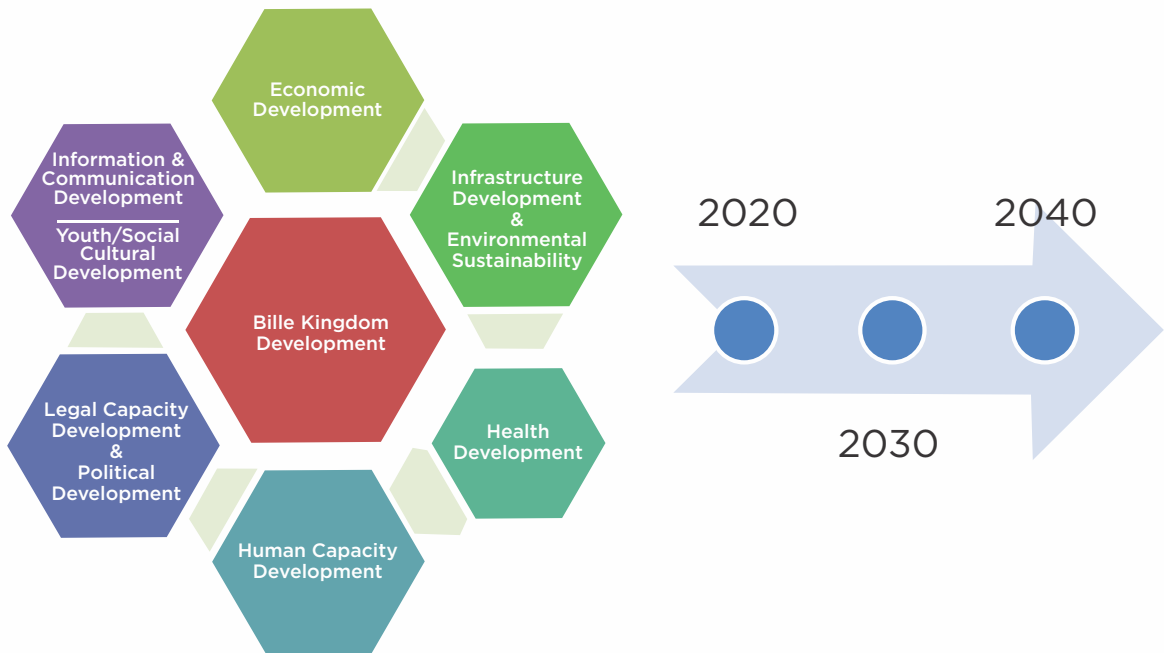 Economic
Development
Information &
Communication
Development
Youth/Social
Cultural
Development
Infrastructure
Development
&
Environmental
Sustainability
Bille Kingdom
Development
Legal Capacity
Development
&
Political
Development
Health
Development
Human Capacity
Development
2020
2040
2030